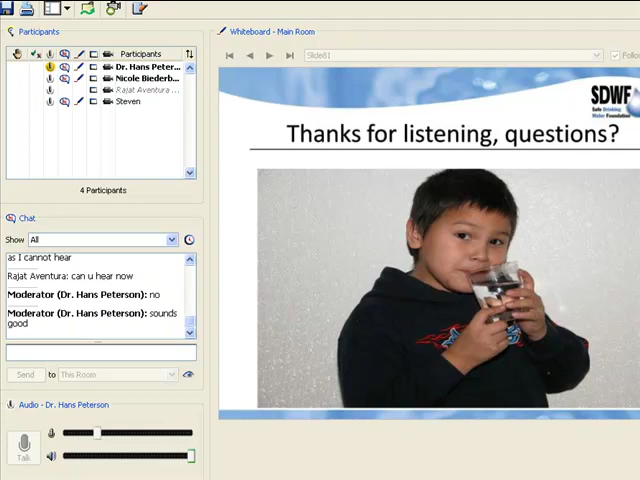 Participants
Participants
Dr. Hans Peter...
Nicole Biederb...
Rajat Aventura ...
Steven
4 Participants
Chat
Show All
as I cannot hear
Rajat Aventura: can u hear now
Moderator (Dr. Hans Peterson): no
Moderator (Dr. Hans Peterson): sounds
good
Send to This Room
Audio - Dr. Hans Peterson
Talk
Whiteboard - Main Room
Slide81
Follo
SDWF
Safe Drinking
Water Foundation
Thanks for listening, questions?